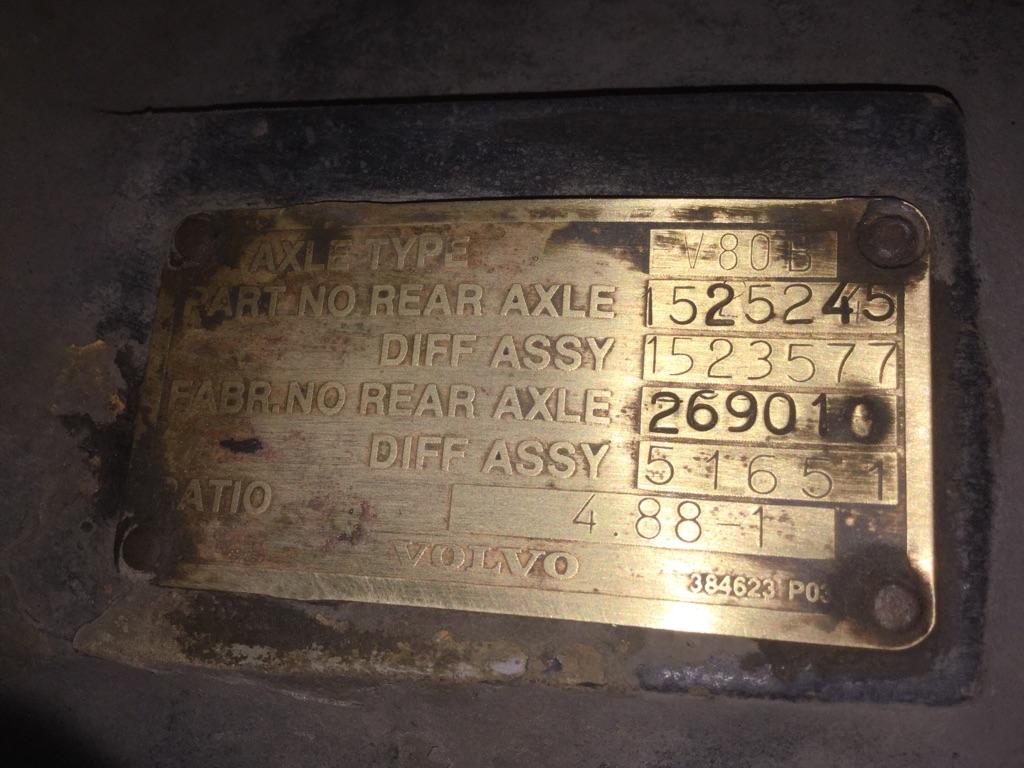 AXLE TYPE V80B
PART NO REAR AXLE 1525245
DIFF ASSY 1523577
FABR.NO REAR AXLE 269010
DIFF ASSY 51651
RATIO 4.88-1
VOLVO
384623 P03